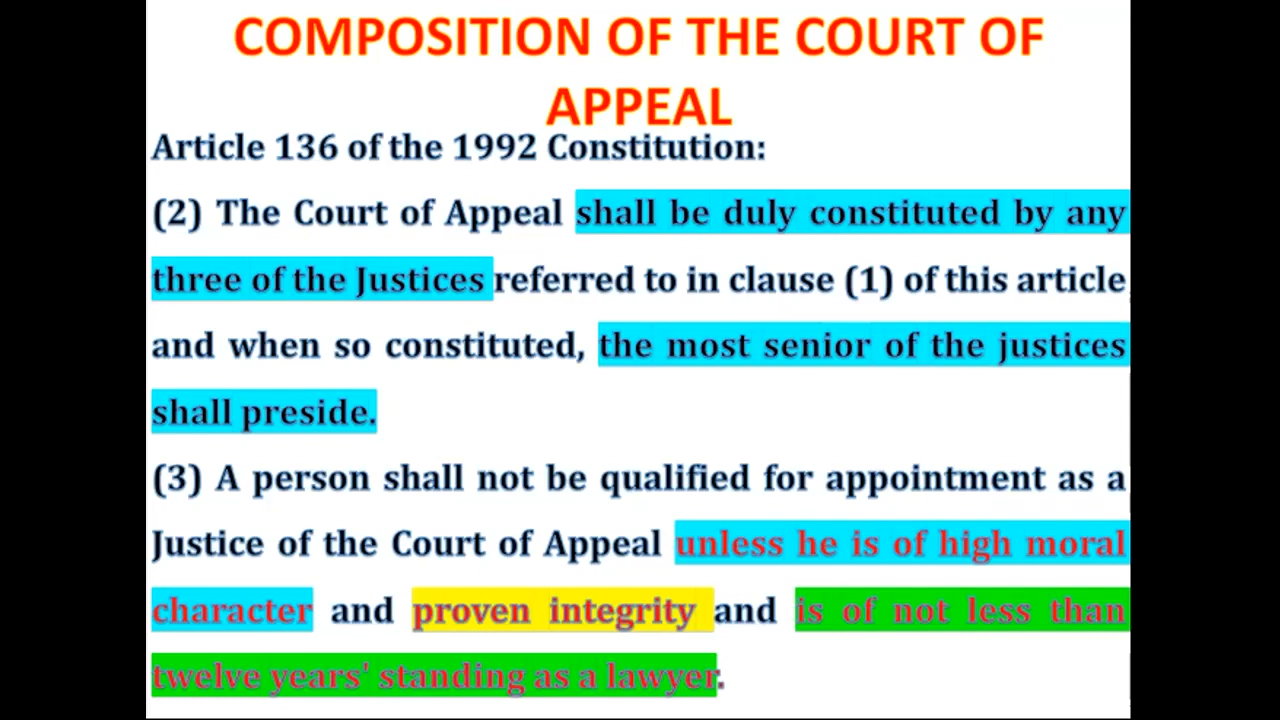 COMPOSITION OF THE COURT OF
APPEAL
Article 136 of the 1992 Constitution:
(2) The Court of Appeal shall be duly constituted by any
three of the Justices referred to in clause (1) of this article
and when so constituted, the most senior of the justices
shall preside.
(3) A person shall not be qualified for appointment as a
Justice of the Court of Appeal unless he is of high moral
character and proven integrity and is of not less than
twelve years' standing as a lawyer.